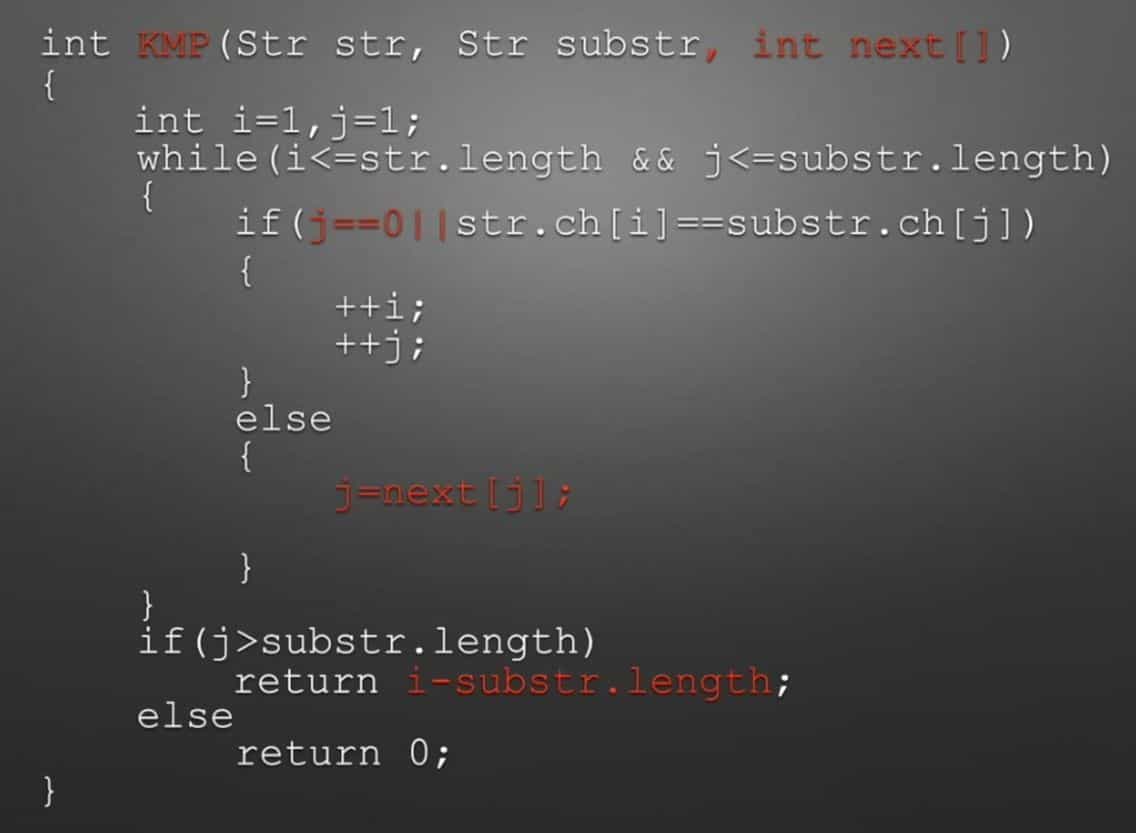 int KMP(Str str, Str substr, int next[])
{
int i=1,j=1;
while(i<=str.length && j<=substr.length)
{
if(j==0||str.ch[i]==substr.ch[j])
{
++i;
++j;
}
else
{
j=next[j];
}
}
if(j>substr.length)
return i-substr.length;
else
return 0;
}